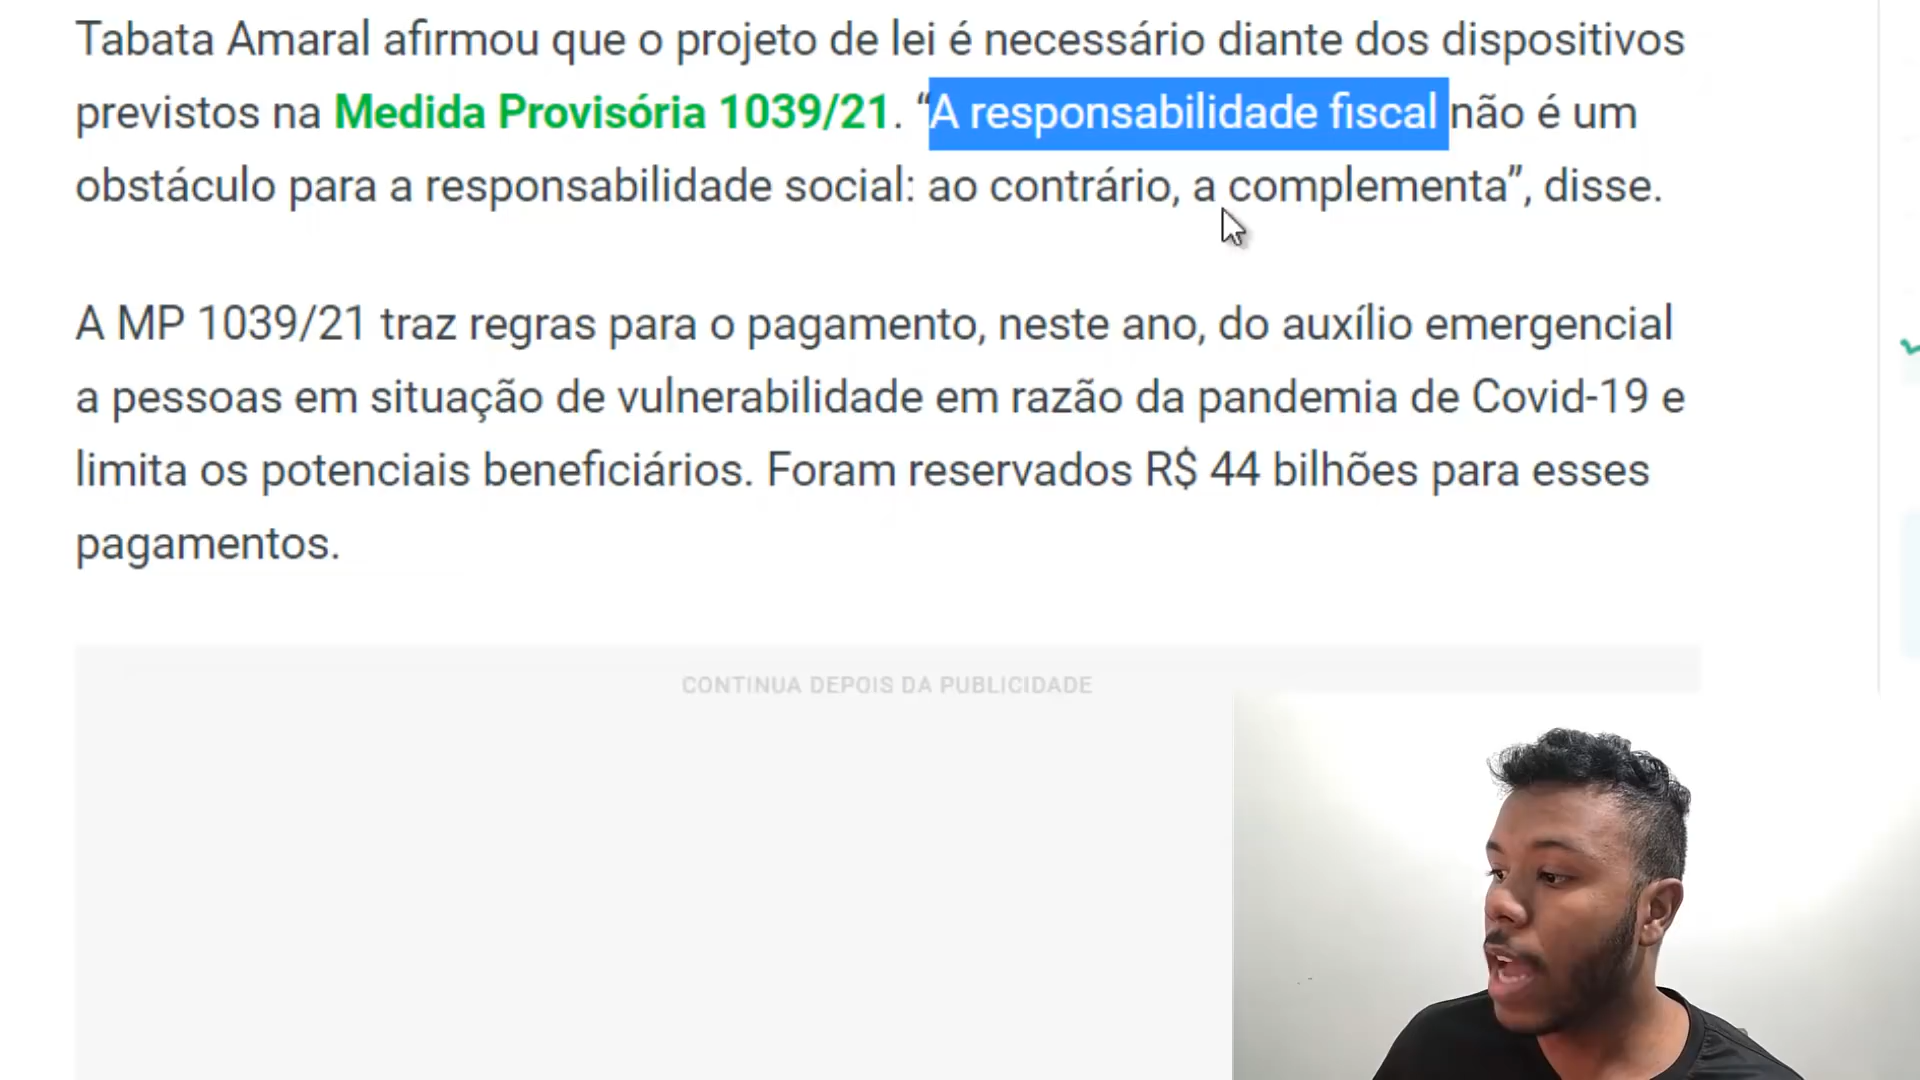 Tabata Amaral afirmou que o projeto de lei é necessário diante dos dispositivos
previstos na Medida Provisória 1039/21. “A responsabilidade fiscal não é um
obstáculo para a responsabilidade social: ao contrário, a complementa”, disse.
A MP 1039/21 traz regras para o pagamento, neste ano, do auxílio emergencial
a pessoas em situação de vulnerabilidade em razão da pandemia de Covid-19 e
limita os potenciais beneficiários. Foram reservados R$ 44 bilhões para esses
pagamentos.
CONTINUA DEPOIS DA PUBLICIDADE